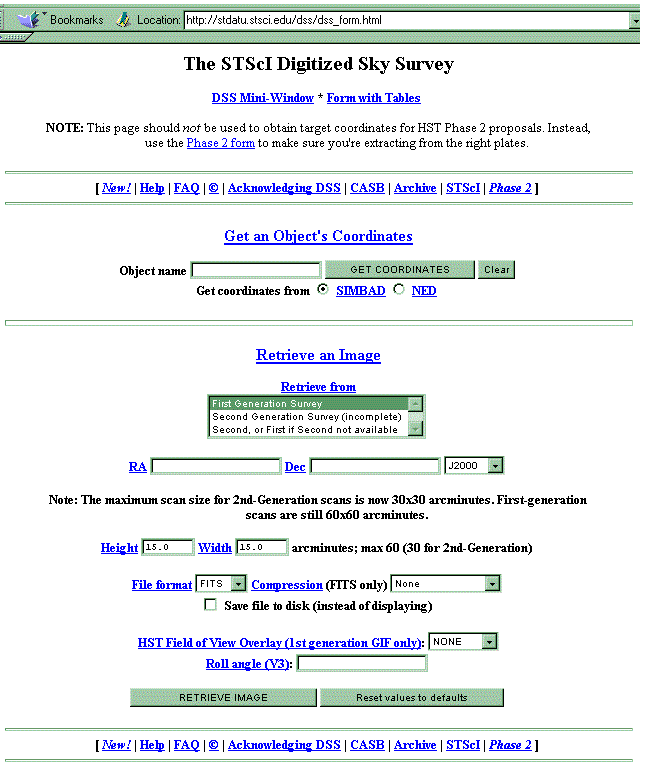 Bookmarks Location: http://stdatu.stsci.edu/dss/dss_form.html
The STScI Digitized Sky Survey
DSS Mini-Window * Form with Tables
NOTE: This page should not be used to obtain target coordinates for HST Phase 2 proposals. Instead,
use the Phase 2 form to make sure you're extracting from the right plates.
[ New! | Help | FAQ | © | Acknowledging DSS | CASB | Archive | STScI | Phase 2 ]
Get an Object's Coordinates
Object name GET COORDINATES Clear
Get coordinates from SIMBAD NED
Retrieve an Image
Retrieve from
First Generation Survey
Second Generation Survey (incomplete)
Second, or First if Second not available
RA Dec J2000
Note: The maximum scan size for 2nd-Generation scans is now 30x30 arcminutes. First-generation
scans are still 60x60 arcminutes.
Height 15.0 Width 15.0 arcminutes; max 60 (30 for 2nd-Generation)
File format FITS Compression (FITS only) None
Save file to disk (instead of displaying)
HST Field of View Overlay (1st generation GIF only): NONE
Roll angle (V3):
RETRIEVE IMAGE Reset values to defaults
[ New! | Help | FAQ | © | Acknowledging DSS | CASB | Archive | STScI | Phase 2 ]